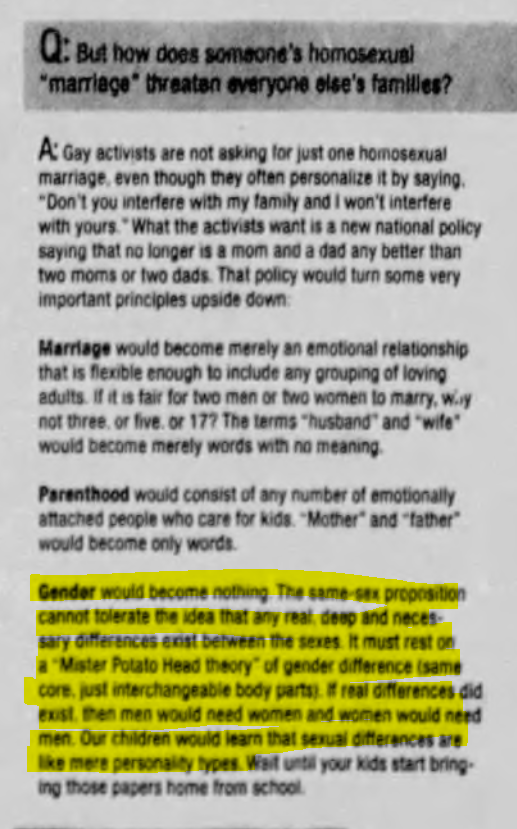 Q: But how does someone's homosexual
"marriage" threaten everyone else's families?
A: Gay activists are not asking for just one homosexual
marriage, even though they often personalize it by saying,
"Don't you interfere with my family and I won't interfere
with yours." What the activists want is a new national policy
saying that no longer is a mom and a dad any better than
two moms or two dads. That policy would turn some very
important principles upside down:
Marriage would become merely an emotional relationship
that is flexible enough to include any grouping of loving
adults. If it is fair for two men or two women to marry, why
not three, or five, or 17? The terms "husband" and "wife"
would become merely words with no meaning.
Parenthood would consist of any number of emotionally
attached people who care for kids. "Mother" and "father"
would become only words.
Gender would become nothing. The same-sex proposition
cannot tolerate the idea that any real, deep and neces-
sary differences exist between the sexes. It must rest on
a "Mister Potato Head theory" of gender difference (same
core, just interchangeable body parts). If real differences did
exist, then men would need women and women would need
men. Our children would learn that sexual differences are
like mere personality types. Wait until your kids start bring-
ing those papers home from school.